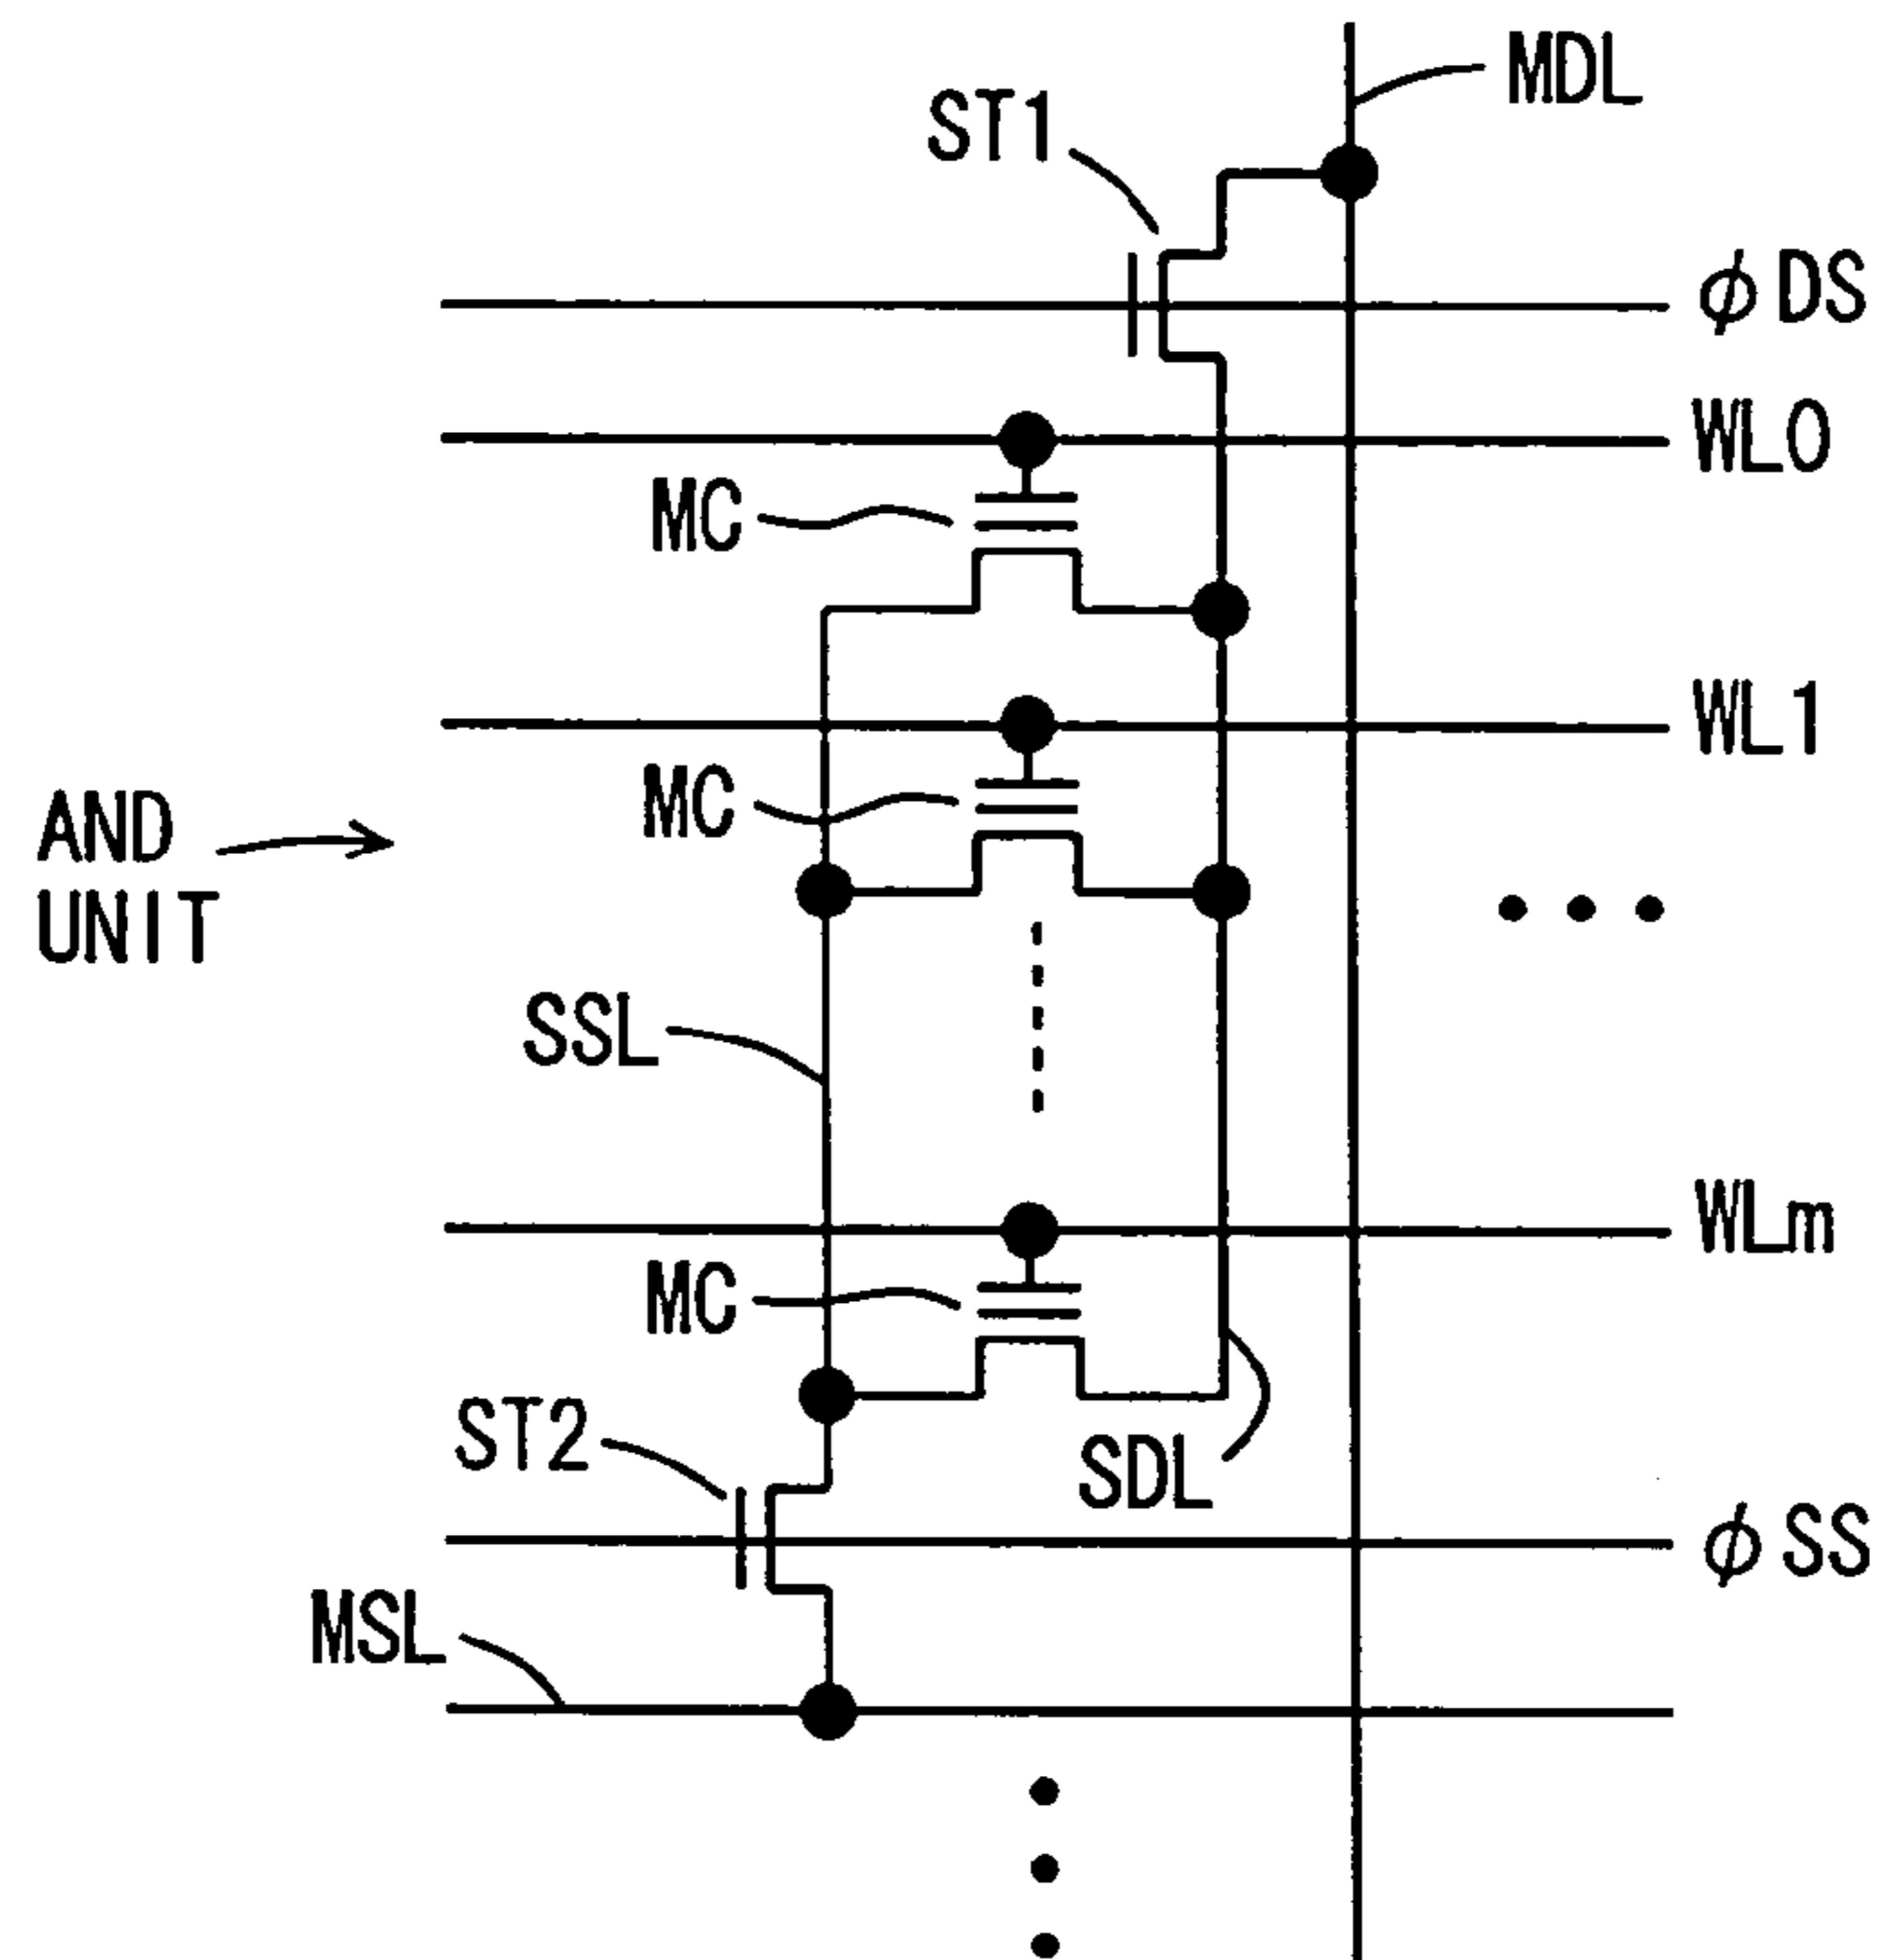 MDL
ST1
φDS
WL0
MC
WL1
MC
AND
UNIT
SSL
WLm
MC
ST2
SDL
φSS
MSL